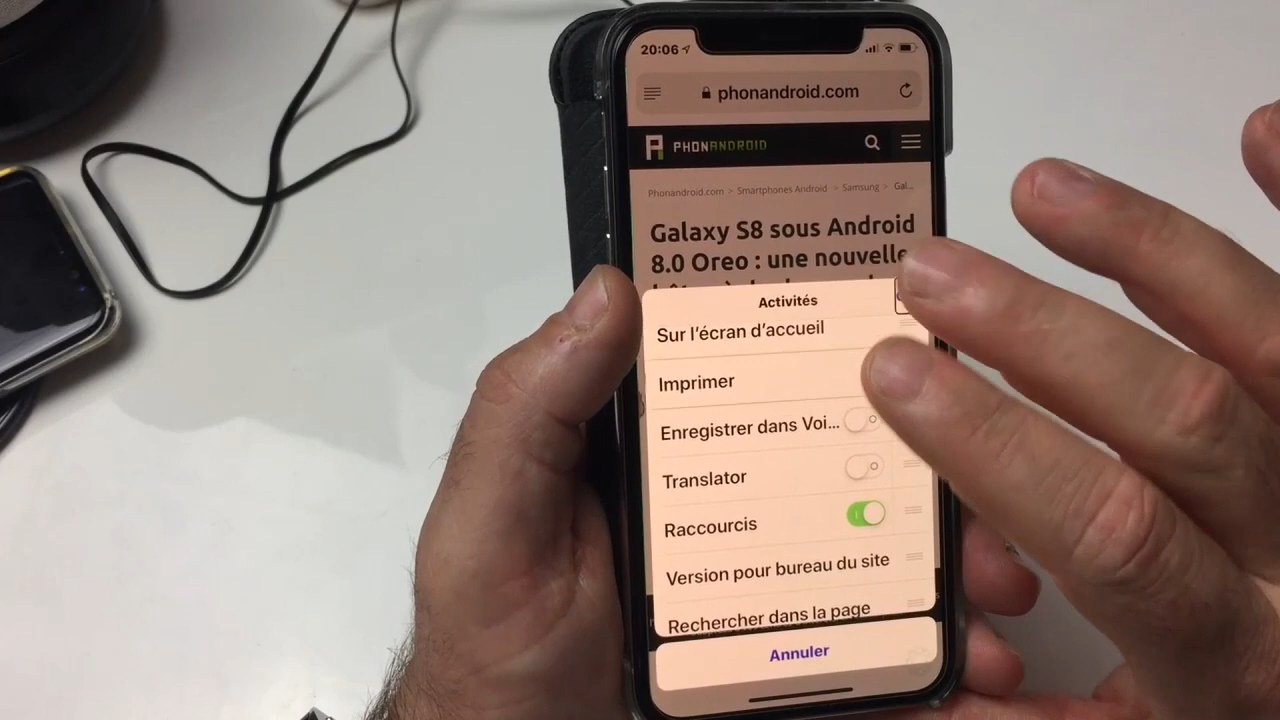 20:06
phonandroid.com
PHONANDROID
Phonandroid.com > Smartphones Android > Samsung > Gal...
Galaxy S8 sous Android
8.0 Oreo : une nouvelle
Activités
Sur l'écran d'accueil
Imprimer
Enregistrer dans Voi...
Translator
Raccourcis
Version pour bureau du site
Rechercher dans la page
Annuler